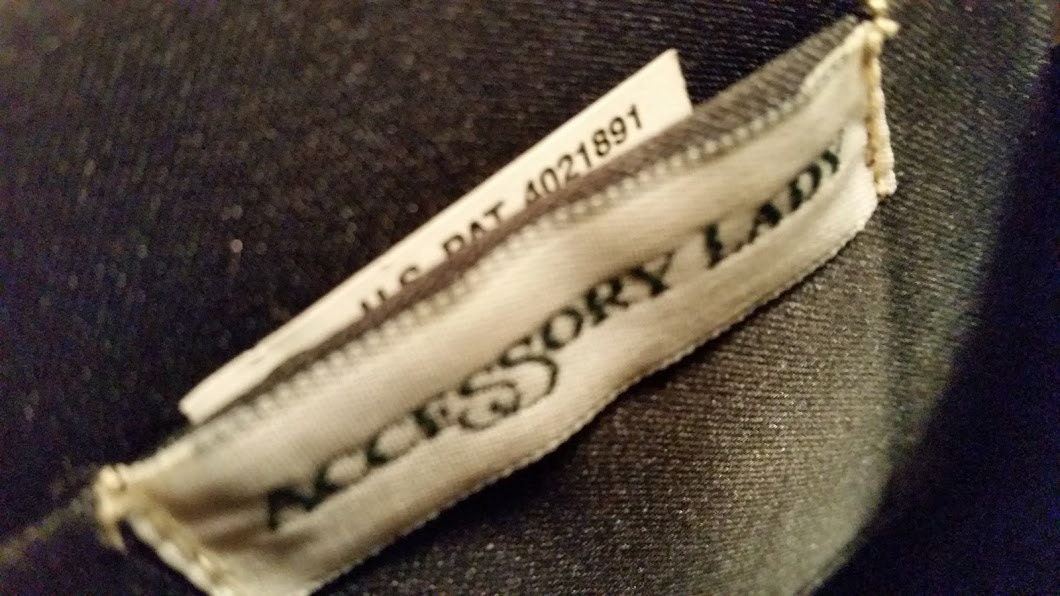 U.S. PAT. 4021891
ACCESSORY LADY